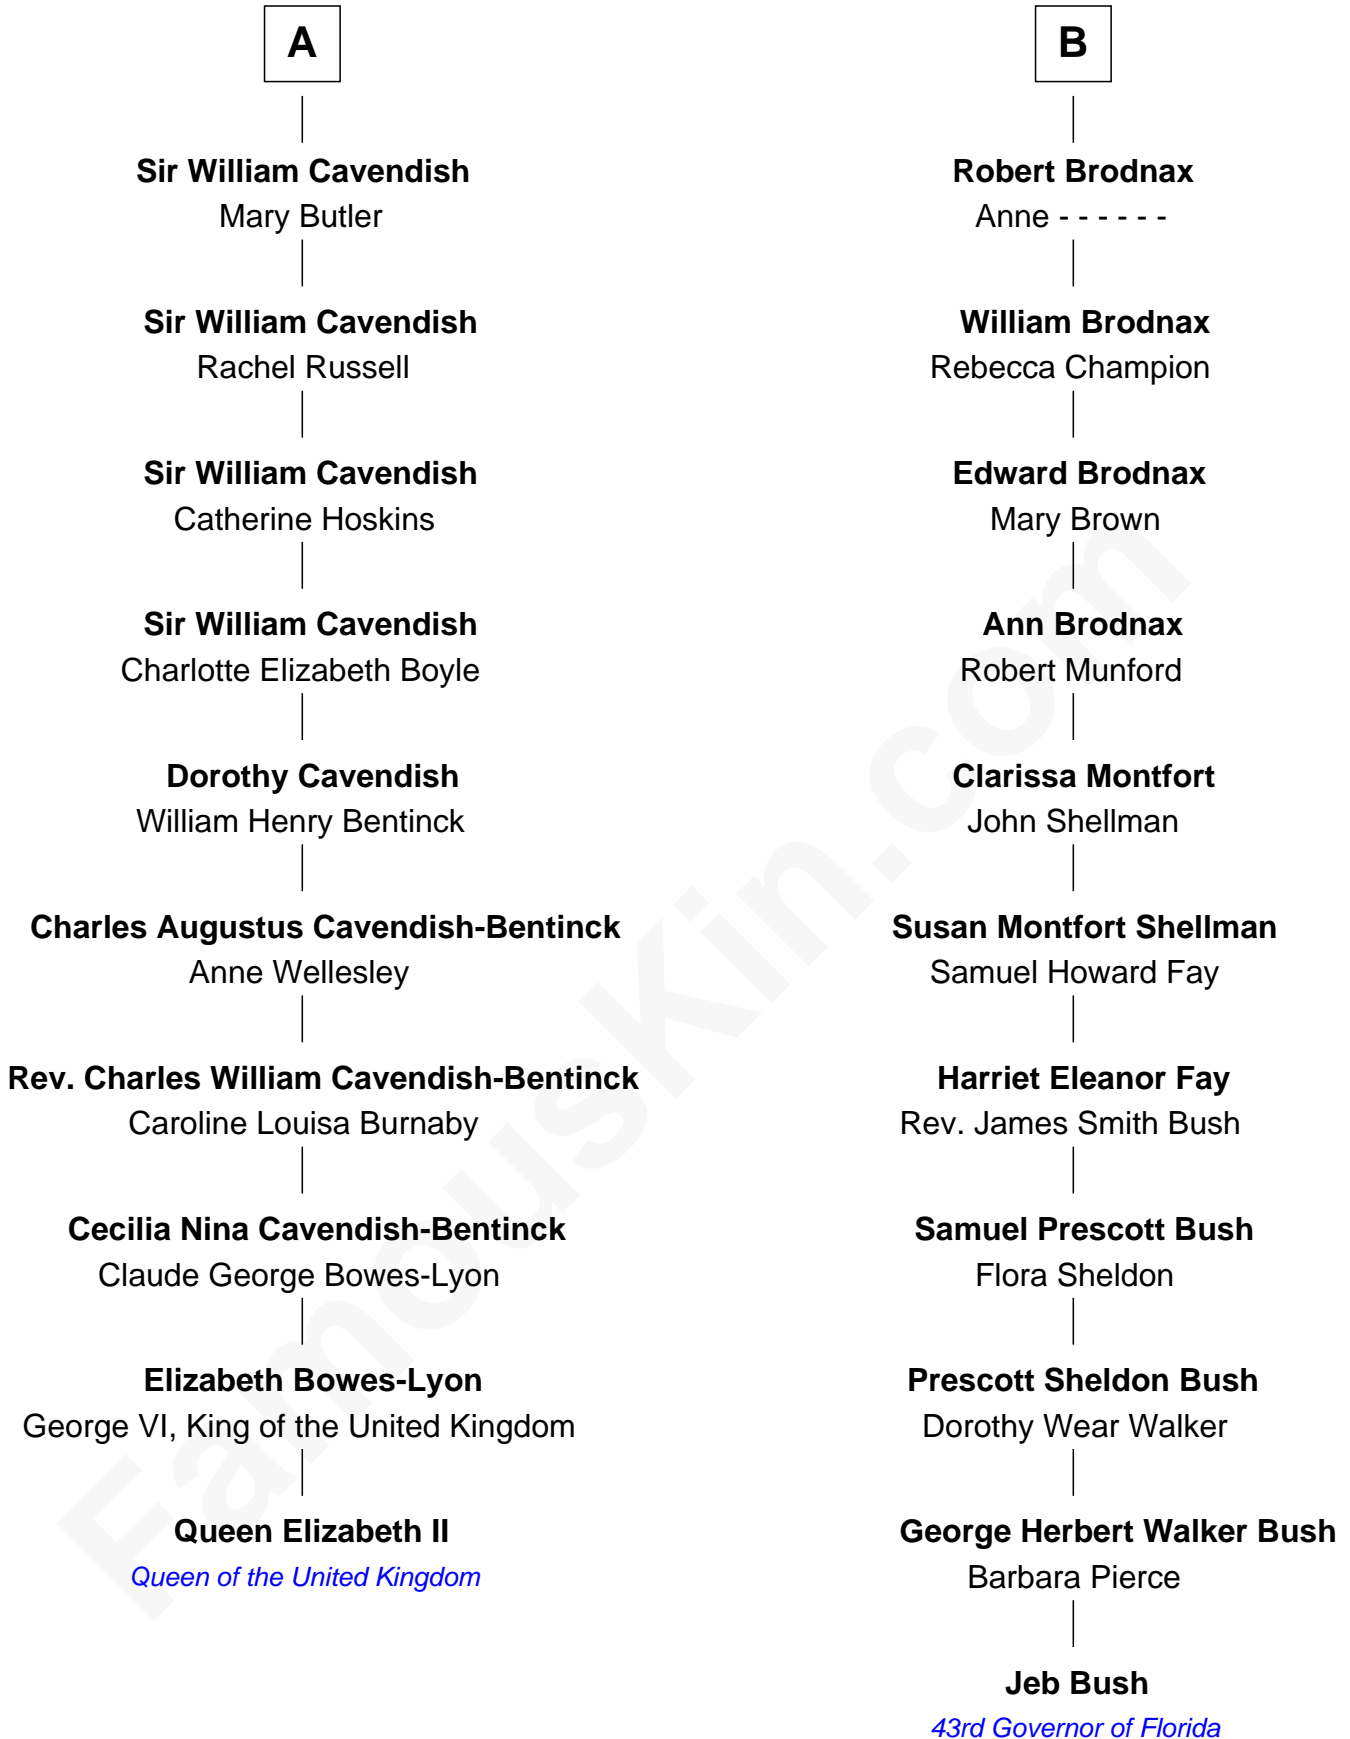 A
Sir William Cavendish
Mary Butler
Sir William Cavendish
Rachel Russell
Sir William Cavendish
Catherine Hoskins
Sir William Cavendish
Charlotte Elizabeth Boyle
Dorothy Cavendish
William Henry Bentinck
Charles Augustus Cavendish-Bentinck
Anne Wellesley
Rev. Charles William Cavendish-Bentinck
Caroline Louisa Burnaby
Cecilia Nina Cavendish-Bentinck
Claude George Bowes-Lyon
Elizabeth Bowes-Lyon
George VI, King of the United Kingdom
Queen Elizabeth II
Queen of the United Kingdom
B
Robert Brodnax
Anne - - - - - -
William Brodnax
Rebecca Champion
Edward Brodnax
Mary Brown
Ann Brodnax
Robert Munford
Clarissa Montfort
John Shellman
Susan Montfort Shellman
Samuel Howard Fay
Harriet Eleanor Fay
Rev. James Smith Bush
Samuel Prescott Bush
Flora Sheldon
Prescott Sheldon Bush
Dorothy Wear Walker
George Herbert Walker Bush
Barbara Pierce
Jeb Bush
43rd Governor of Florida
FamousKin.com